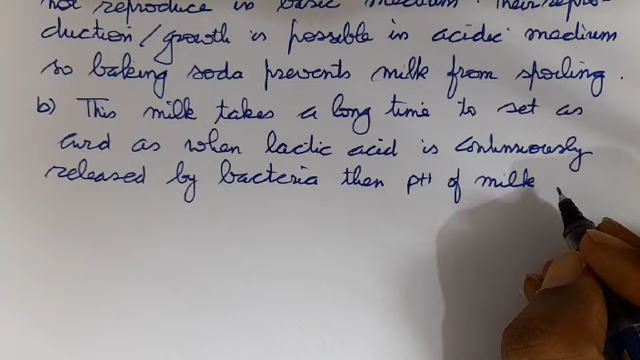 not reproduce in basic medium. Their repro-
duction/growth is possible in acidic medium
so baking soda prevents milk from spoiling.
b) This milk takes a long time to set as
curd as when lactic acid is continuously
released by bacteria then pH of milk